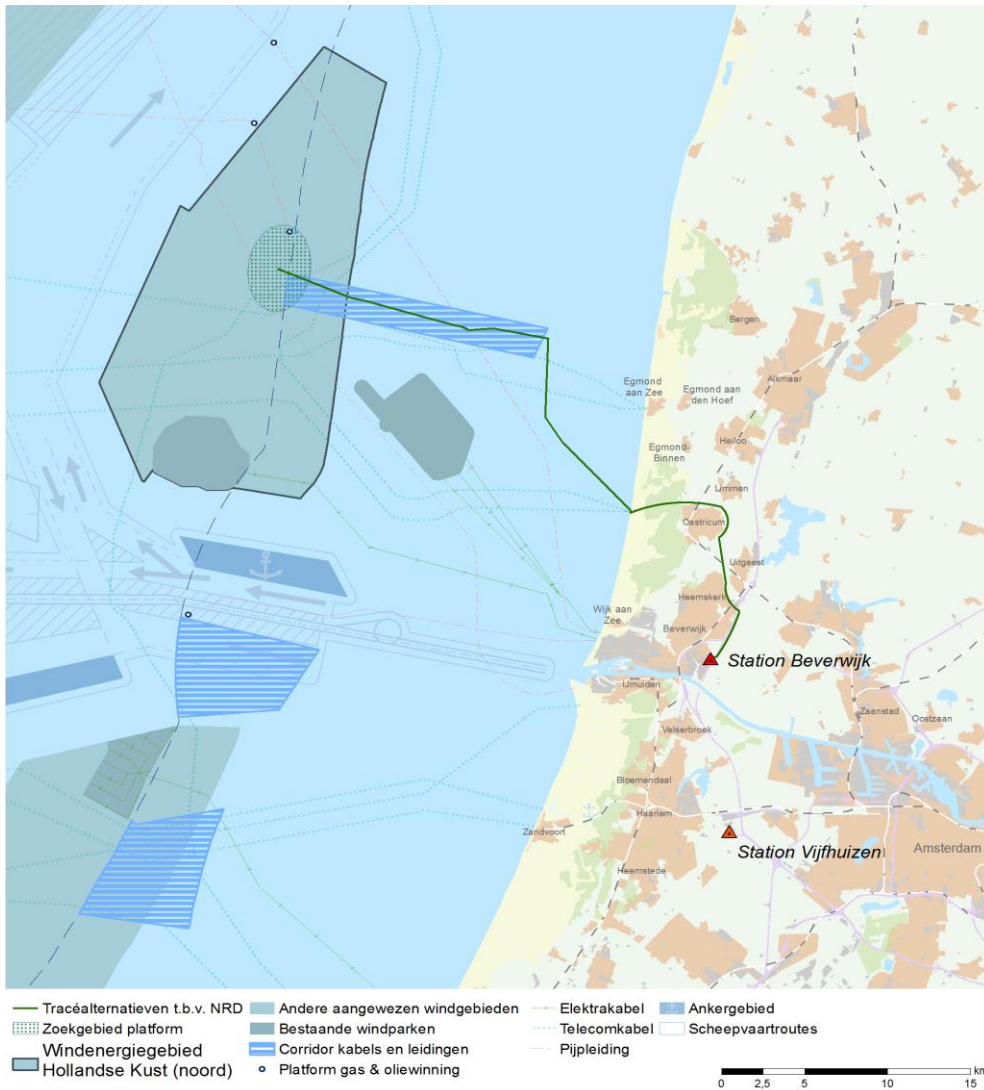 Bergen
Alkmaar
Egmond
aan Zee
Egmond aan
den Hoef
Heiloo
Egmond-
Binnen
Limmen
Castricum
Uitgeest
Heemskerk
Wijk aan
Zee
Beverwijk
Station Beverwijk
IJmuiden
Zaanstad
Oostzaan
Velserbroek
Bloemendaal
Haarlem
Zandvoort
Station Vijfhuizen
Amsterdam
Heemstede
Tracéalternatieven t.b.v. NRD
Zoekgebied platform
Windenergiegebied
Hollandse Kust (noord)
Andere aangewezen windgebieden
Bestaande windparken
Corridor kabels en leidingen
Platform gas & oliewinning
Elektrakabel
Telecomkabel
Pijpleiding
Ankergebied
Scheepvaartroutes
km
0 2,5 5 10 15